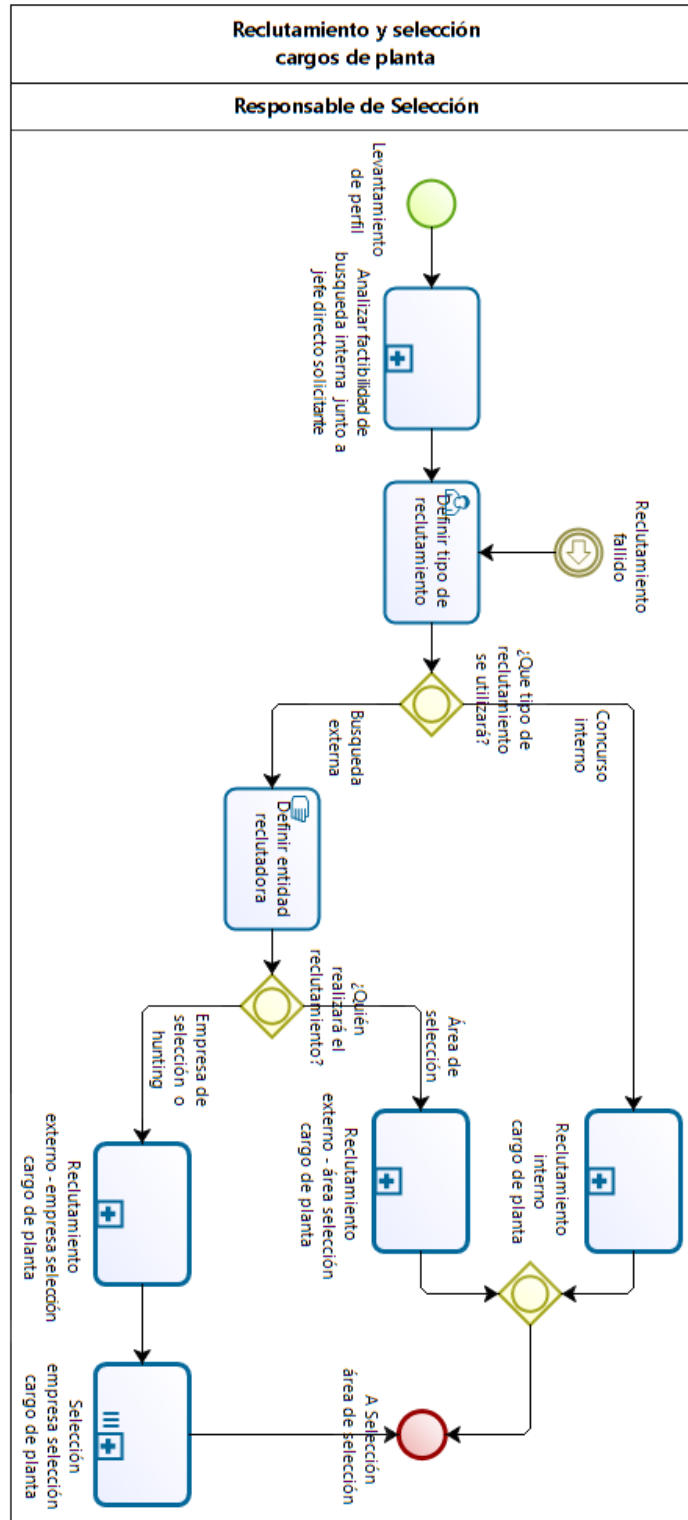 Reclutamiento y selección
cargos de planta
Responsable de Selección
Levantamiento
de perfil
Analizar factibilidad de
busqueda interna junto a
jefe directo solicitante
Reclutamiento
fallido
Definir tipo de
reclutamiento
¿Que tipo de
reclutamiento
se utilizará?
Concurso
interno
Busqueda
externa
Definir entidad
reclutadora
¿Quién
realizará el
reclutamiento?
Área de
selección
Empresa de
selección o
hunting
Reclutamiento
interno
cargo de planta
Reclutamiento
externo - área selección
cargo de planta
Reclutamiento
externo - empresa selección
cargo de planta
A Selección
área de selección
Selección
empresa selección
cargo de planta